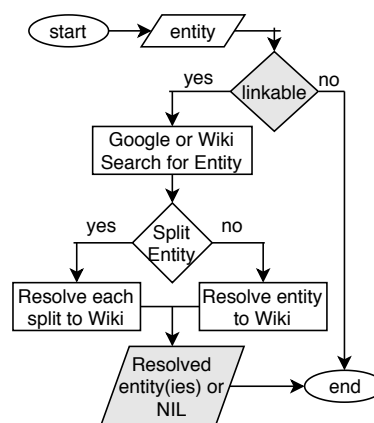 start
entity
yes
no
linkable
Google or Wiki
Search for Entity
yes
no
Split
Entity
Resolve each
split to Wiki
Resolve entity
to Wiki
Resolved
entity(ies) or
NIL
end